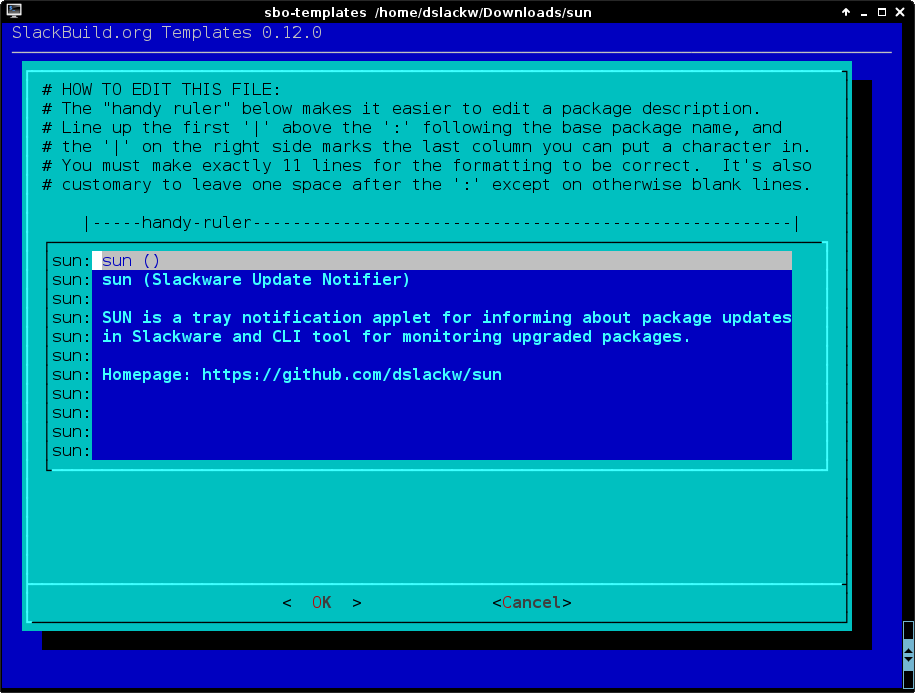 sbo-templates /home/dslackw/Downloads/sun
SlackBuild.org Templates 0.12.0
# HOW TO EDIT THIS FILE:
# The "handy ruler" below makes it easier to edit a package description.
# Line up the first '|' above the ':' following the base package name, and
# the '|' on the right side marks the last column you can put a character in.
# You must make exactly 11 lines for the formatting to be correct.  It's also
# customary to leave one space after the ':' except on otherwise blank lines.
|-----handy-ruler------------------------------------------------------|
sun: sun ()
sun: sun (Slackware Update Notifier)
sun:
sun: SUN is a tray notification applet for informing about package updates
sun: in Slackware and CLI tool for monitoring upgraded packages.
sun:
sun: Homepage: https://github.com/dslackw/sun
sun:
sun:
sun:
sun:
<  OK  > <Cancel>